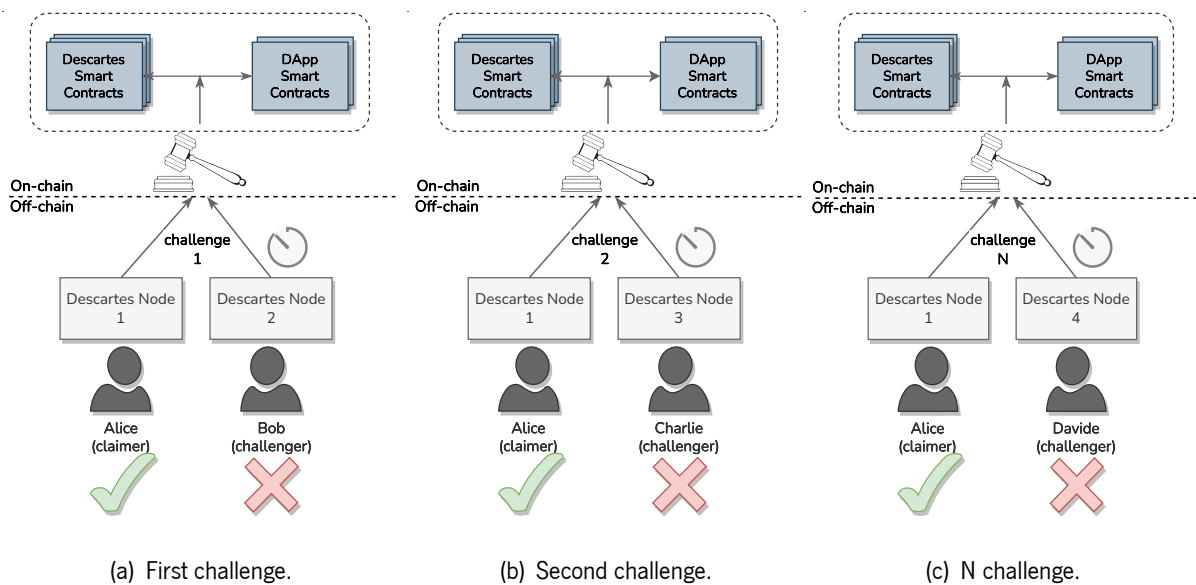 Descartes
Smart
Contracts
DApp
Smart
Contracts
On-chain
Off-chain
challenge
1
Descartes Node
1
Descartes Node
2
Alice
(claimer)
Bob
(challenger)
(a) First challenge.
Descartes
Smart
Contracts
DApp
Smart
Contracts
On-chain
Off-chain
challenge
2
Descartes Node
1
Descartes Node
3
Alice
(claimer)
Charlie
(challenger)
(b) Second challenge.
Descartes
Smart
Contracts
DApp
Smart
Contracts
On-chain
Off-chain
challenge
N
Descartes Node
1
Descartes Node
4
Alice
(claimer)
Davide
(challenger)
(c) N challenge.